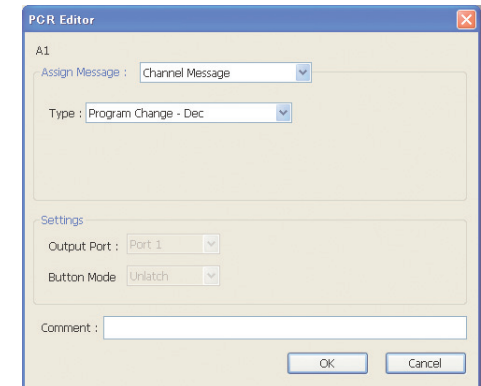 PCR Editor
A1
Assign Message : Channel Message
Type : Program Change - Dec
Settings
Output Port : Port 1
Button Mode Unlatch
Comment :
OK Cancel